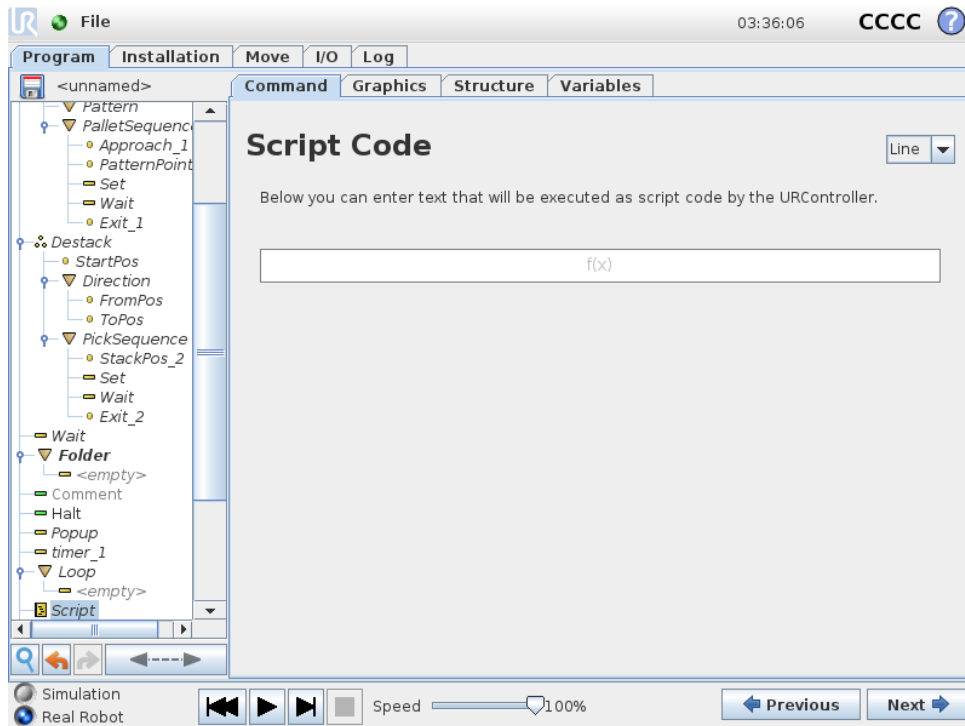 UR File 03:36:06 CCCC ?
Program Installation Move I/O Log
<unnamed> Command Graphics Structure Variables
Pattern
PalletSequenc
Approach_1
PatternPoint
Set
Wait
Exit_1
Destack
StartPos
Direction
FromPos
ToPos
PickSequence
StackPos_2
Set
Wait
Exit_2
Wait
Folder
<empty>
Comment
Halt
Popup
timer_1
Loop
<empty>
Script
Script Code
Line
Below you can enter text that will be executed as script code by the URController.
f(x)
Simulation
Real Robot
Speed 100%
Previous Next